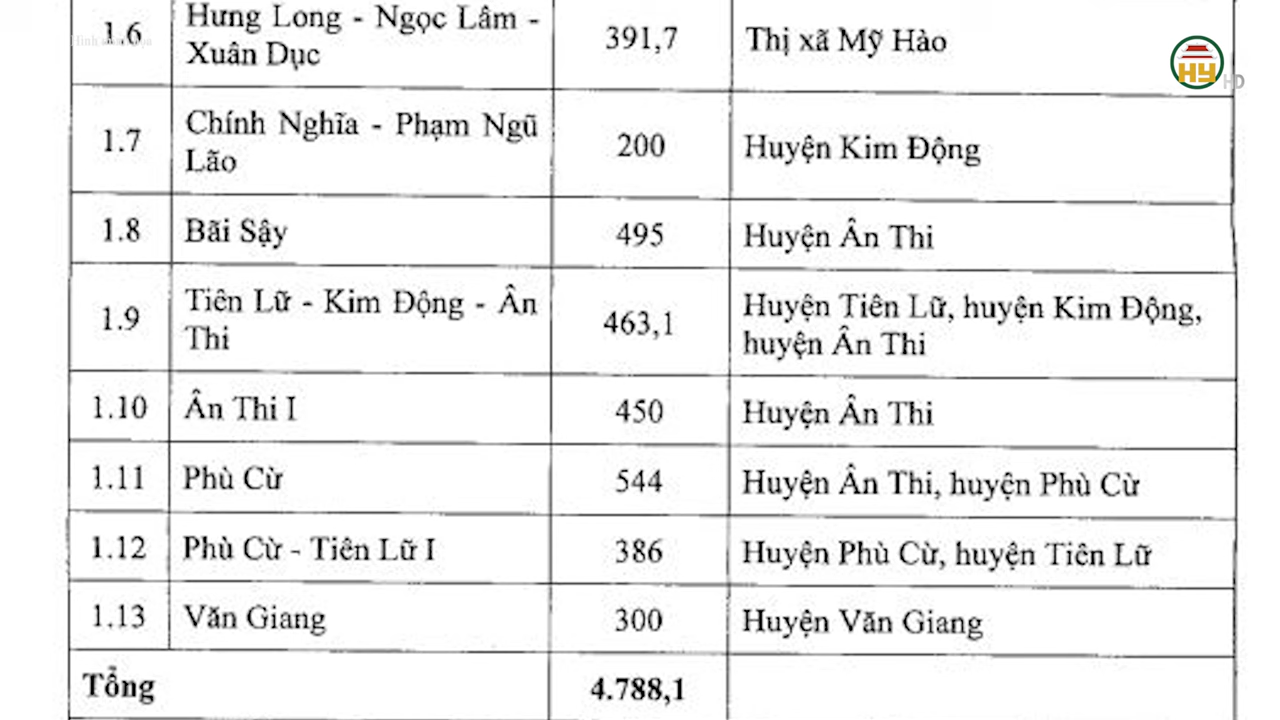 1.6
Hưng Long - Ngọc Lâm -
Xuân Dục
391,7
Thị xã Mỹ Hào
HY
HD
1.7
Chính Nghĩa - Phạm Ngũ
Lão
200
Huyện Kim Động
1.8
Bãi Sậy
495
Huyện Ân Thi
1.9
Tiên Lữ - Kim Động - Ân
Thi
463,1
Huyện Tiên Lữ, huyện Kim Động,
huyện Ân Thi
1.10
Ân Thi I
450
Huyện Ân Thi
1.11
Phù Cừ
544
Huyện Ân Thi, huyện Phù Cừ
1.12
Phù Cừ - Tiên Lữ I
386
Huyện Phù Cừ, huyện Tiên Lữ
1.13
Văn Giang
300
Huyện Văn Giang
Tổng
4.788,1